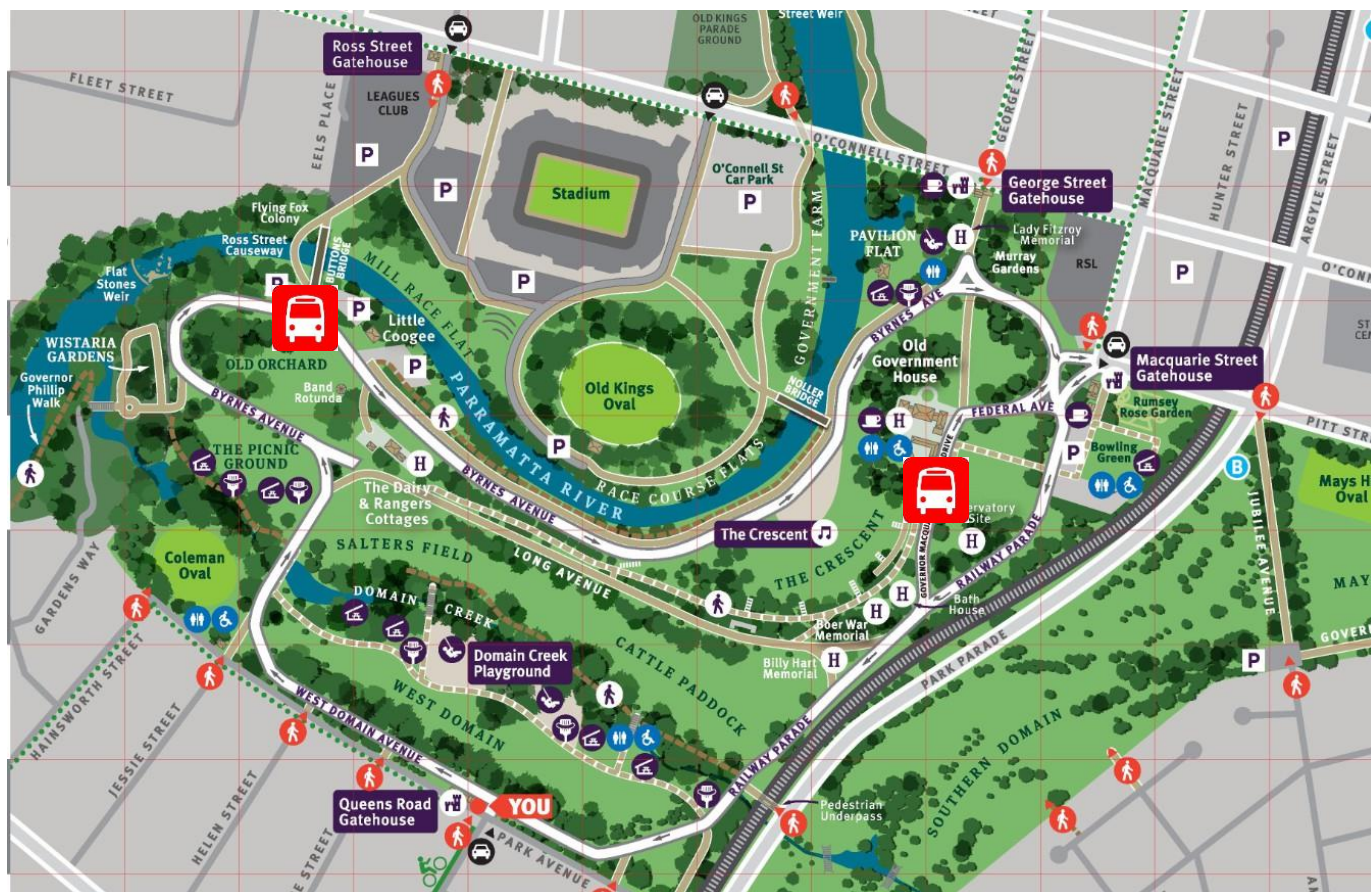 OLD KINGS
PARADE
GROUND
Street Weir
Ross Street
Gatehouse
FLEET STREET
EELS PLACE
LEAGUES
CLUB
P
P
Stadium
O'Connell St
Car Park
P
O'CONNELL STREET
GEORGE STREET
MACQUARIE STREET
HUNTER STREET
ARGYLE STREET
P
George Street
Gatehouse
Flying Fox
Colony
Ross Street
Causeway
BUTTONS
BRIDGE
Flat
Stones
Weir
P
P
P
MILL RACE FLAT
GOVERNMENT FARM
PAVILION
FLAT
H
Lady Fitzroy
Memorial
Murray
Gardens
RSL
P
BYRNES AVE
Little
Coogee
P
WISTARIA
GARDENS
OLD ORCHARD
Governor
Phillip
Walk
Band
Rotunda
BYRNES AVENUE
PARRAMATTA RIVER
Old Kings
Oval
NOLLER
BRIDGE
P
RACE COURSE FLATS
Old
Government
House
Macquarie Street
Gatehouse
Rumsey
Rose Garden
FEDERAL AVE
PITT
H
DRIVE
P
Bowling
Green
B
Mays
Oval
THE PICNIC
GROUND
H
The Dairy
& Rangers
Cottages
BYRNES AVENUE
The Crescent
THE CRESCENT
Site
H
GOVERNOR
RAILWAY PARADE
JUBILEE AVENUE
MAY
Coleman
Oval
SALTERS FIELD
LONG AVENUE
GARDENS WAY
DOMAIN CREEK
H
H
Boer War
Memorial
Bath
House
Billy Hart
Memorial
H
PARK PARADE
P
Domain Creek
Playground
CATTLE PADDOCK
WEST DOMAIN
WEST DOMAIN AVENUE
HAINSWORTH STREET
JESSIE STREET
HELEN STREET
RAILWAY PARADE
SOUTHERN DOMAIN
Queens Road
Gatehouse
YOU
Pedestrian
Underpass
PARK AVENUE